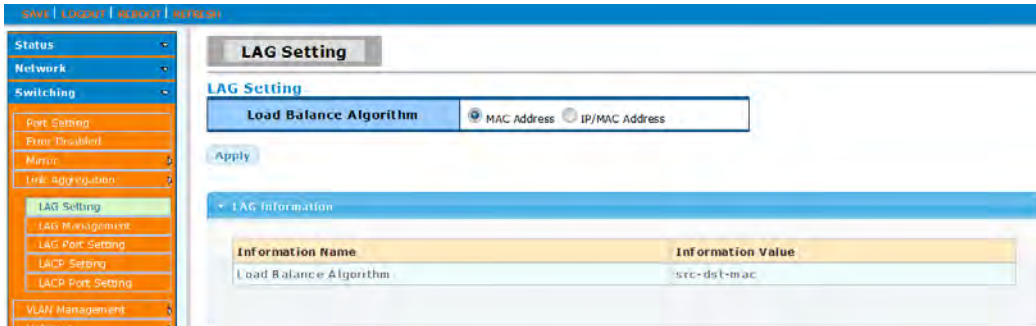 SAVE | LOGOUT | REBOOT | REFRESH
Status
Network
Switching
Port Setting
Error Disabled
Mirror
Link Aggregation
LAG Setting
LAG Management
LAG Port Setting
LACP Setting
LACP Port Setting
VLAN Management
LAG Setting
LAG Setting
Load Balance Algorithm MAC Address IP/MAC Address
Apply
LAG Information
Information Name Information Value
Load Balance Algorithm src-dst-mac